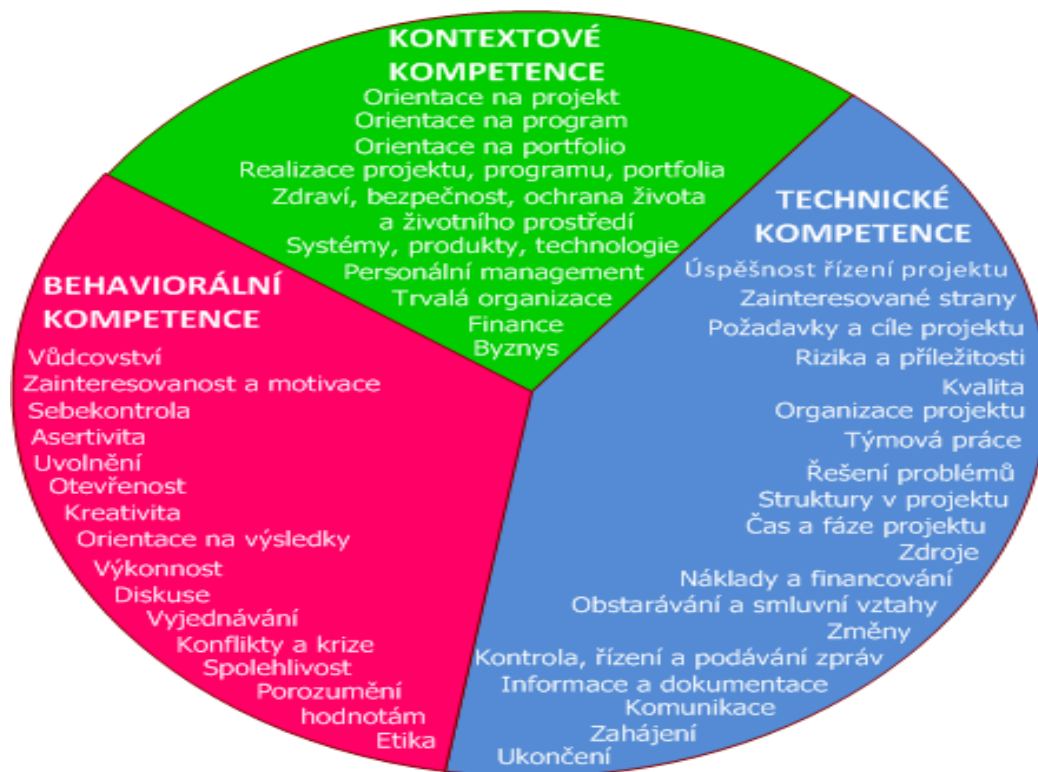 KONTEXTOVÉ
KOMPETENCE
Orientace na projekt
Orientace na program
Orientace na portfolio
Realizace projektu, programu, portfolia
Zdraví, bezpečnost, ochrana života
a životního prostředí
Systémy, produkty, technologie
Personální management
Trvalá organizace
Finance
Byznys
TECHNICKÉ
KOMPETENCE
Úspěšnost řízení projektu
Zainteresované strany
Požadavky a cíle projektu
Rizika a příležitosti
Kvalita
Organizace projektu
Týmová práce
Řešení problémů
Struktury v projektu
Čas a fáze projektu
Zdroje
Náklady a financování
Obstarávání a smluvní vztahy
Změny
Kontrola, řízení a podávání zpráv
Informace a dokumentace
Komunikace
Zahájení
Ukončení
BEHAVIORÁLNÍ
KOMPETENCE
Vůdcovství
Zainteresovanost a motivace
Sebekontrola
Asertivita
Uvolnění
Otevřenost
Kreativita
Orientace na výsledky
Výkonnost
Diskuse
Vyjednávání
Konflikty a krize
Spolehlivost
Porozumění
hodnotám
Etika